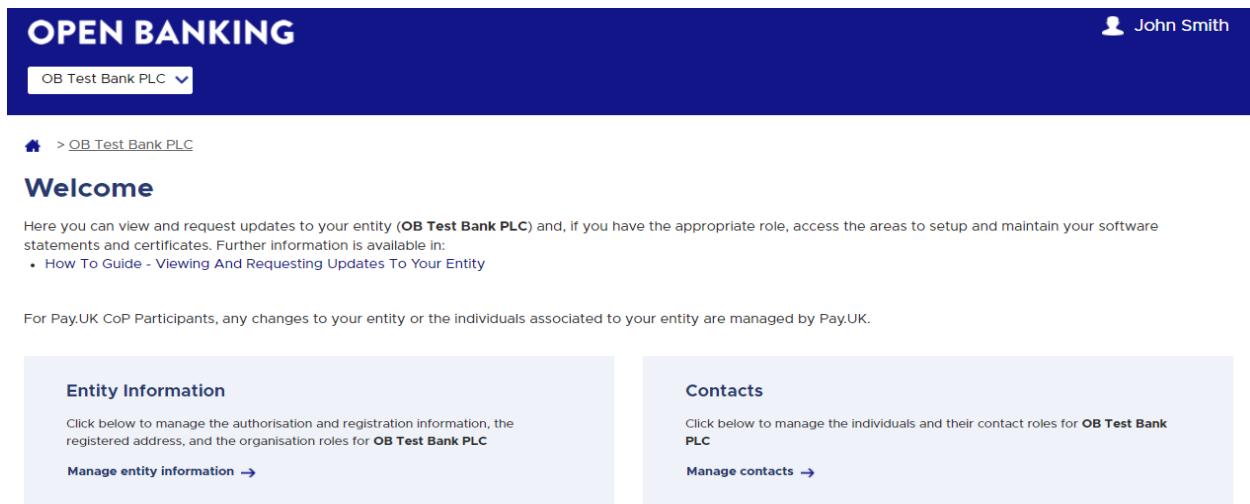 OPEN BANKING
John Smith
OB Test Bank PLC
> OB Test Bank PLC
Welcome
Here you can view and request updates to your entity (OB Test Bank PLC) and, if you have the appropriate role, access the areas to setup and maintain your software
statements and certificates. Further information is available in:
• How To Guide - Viewing And Requesting Updates To Your Entity
For Pay.UK CoP Participants, any changes to your entity or the individuals associated to your entity are managed by Pay.UK.
Entity Information
Click below to manage the authorisation and registration information, the
registered address, and the organisation roles for OB Test Bank PLC
Manage entity information →
Contacts
Click below to manage the individuals and their contact roles for OB Test Bank
PLC
Manage contacts →